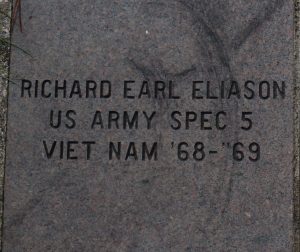 RICHARD EARL ELIASON
US ARMY SPEC 5
VIET NAM '68-'69